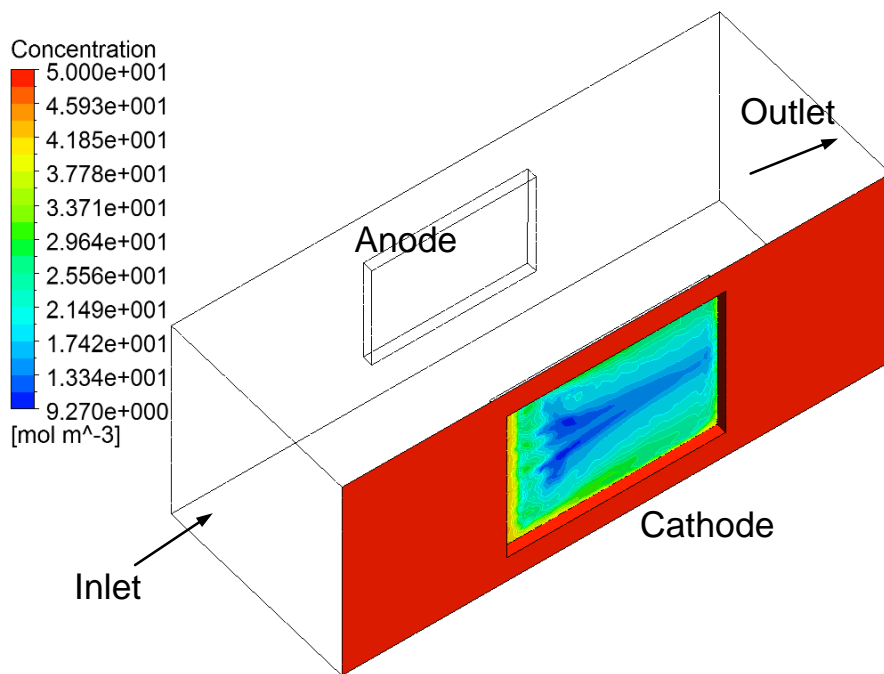 Concentration
5.000e+001
4.593e+001
4.185e+001
3.778e+001
3.371e+001
2.964e+001
2.556e+001
2.149e+001
1.742e+001
1.334e+001
9.270e+000
[mol m^-3]
Outlet
Anode
Cathode
Inlet